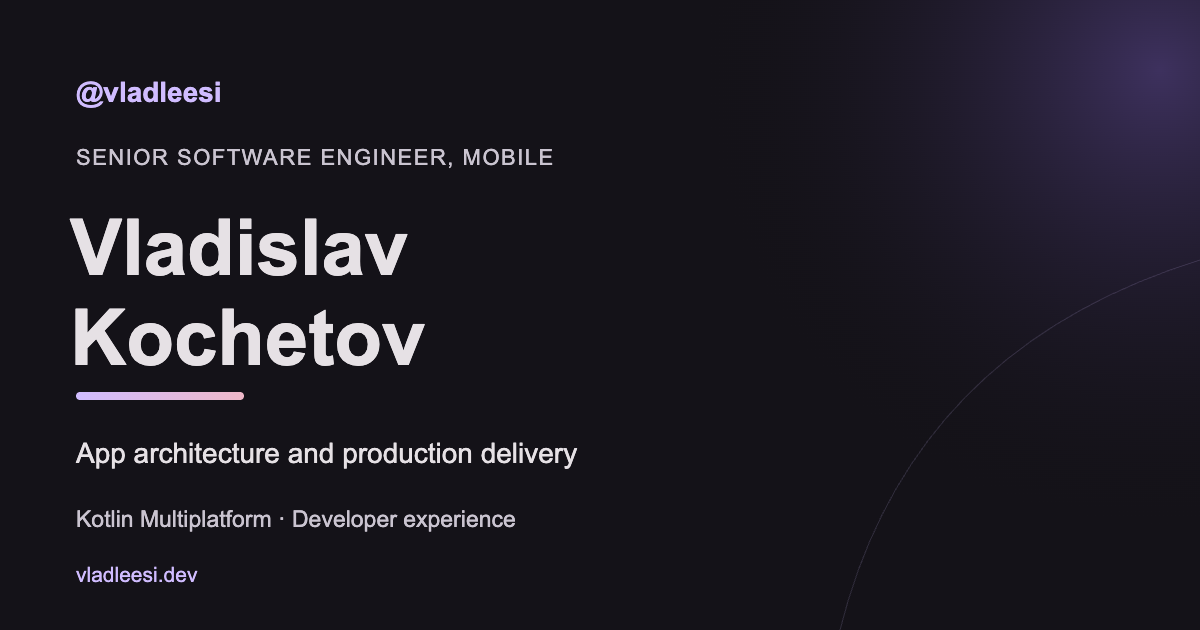 @vladleesi
SENIOR SOFTWARE ENGINEER, MOBILE
Vladislav
Kochetov
App architecture and production delivery
Kotlin Multiplatform · Developer experience
vladleesi.dev